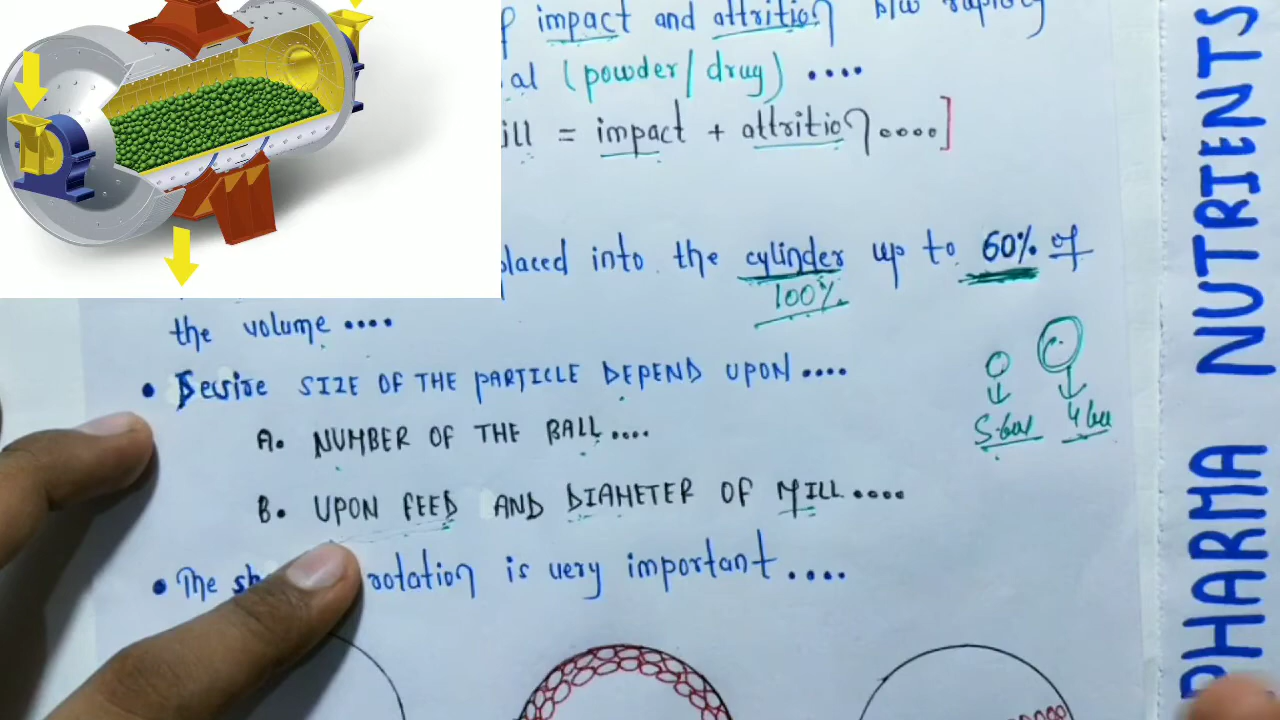 impact and attrition b/w rapidly
al (powder/ drug) ....
ill = impact + attrition....]
placed into the cylinder up to 60% of
100%
the volume ....
Desire SIZE OF THE PARTICLE DEPEND UPON ....
A. NUMBER OF THE BALL....
B. UPON FEED AND DIAMETER OF MILL....
The rotation is very important....
PHARMA NUTRIENTS